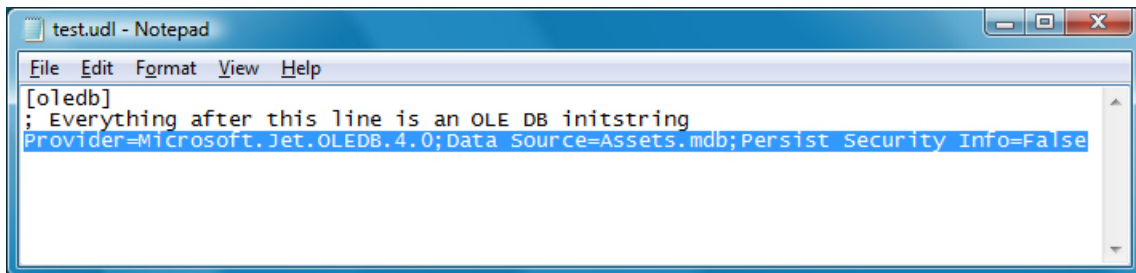 test.udl - Notepad
File Edit Format View Help
[oledb]
; Everything after this line is an OLE DB initstring
Provider=Microsoft.Jet.OLEDB.4.0;Data Source=Assets.mdb;Persist Security Info=False